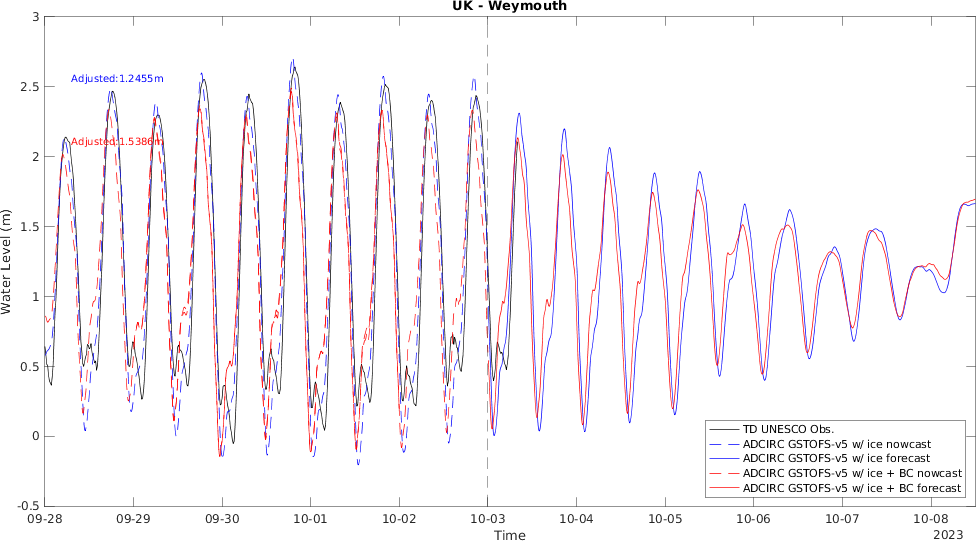 UK - Weymouth
3
2.5
2
1.5
1
0.5
0
-0.5
Water Level (m)
Adjusted:1.2455m
Adjusted:1.5386m
TD UNESCO Obs.
ADCIRC GSTOFS-v5 w/ ice nowcast
ADCIRC GSTOFS-v5 w/ ice forecast
ADCIRC GSTOFS-v5 w/ ice + BC nowcast
ADCIRC GSTOFS-v5 w/ ice + BC forecast
09-28 09-29 09-30 10-01 10-02 10-03 10-04 10-05 10-06 10-07 10-08
Time
2023